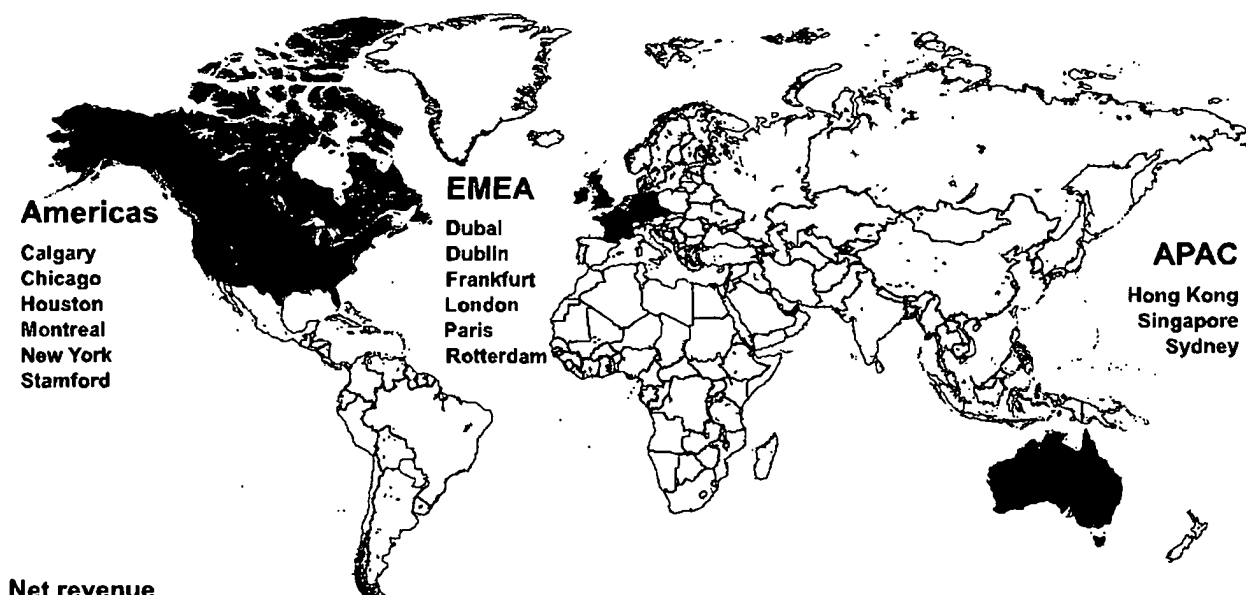 Americas
Calgary
Chicago
Houston
Montreal
New York
Stamford
EMEA
Dubai
Dublin
Frankfurt
London
Paris
Rotterdam
APAC
Hong Kong
Singapore
Sydney
Net revenue